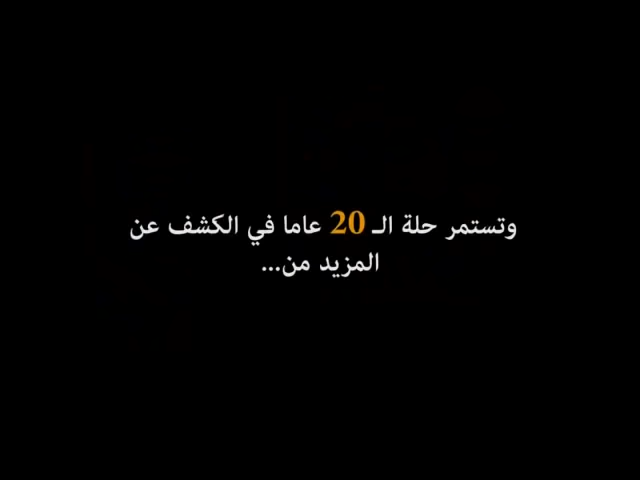 وتستمر حلة الـ 20 عاما في الكشف عن
المزيد من...